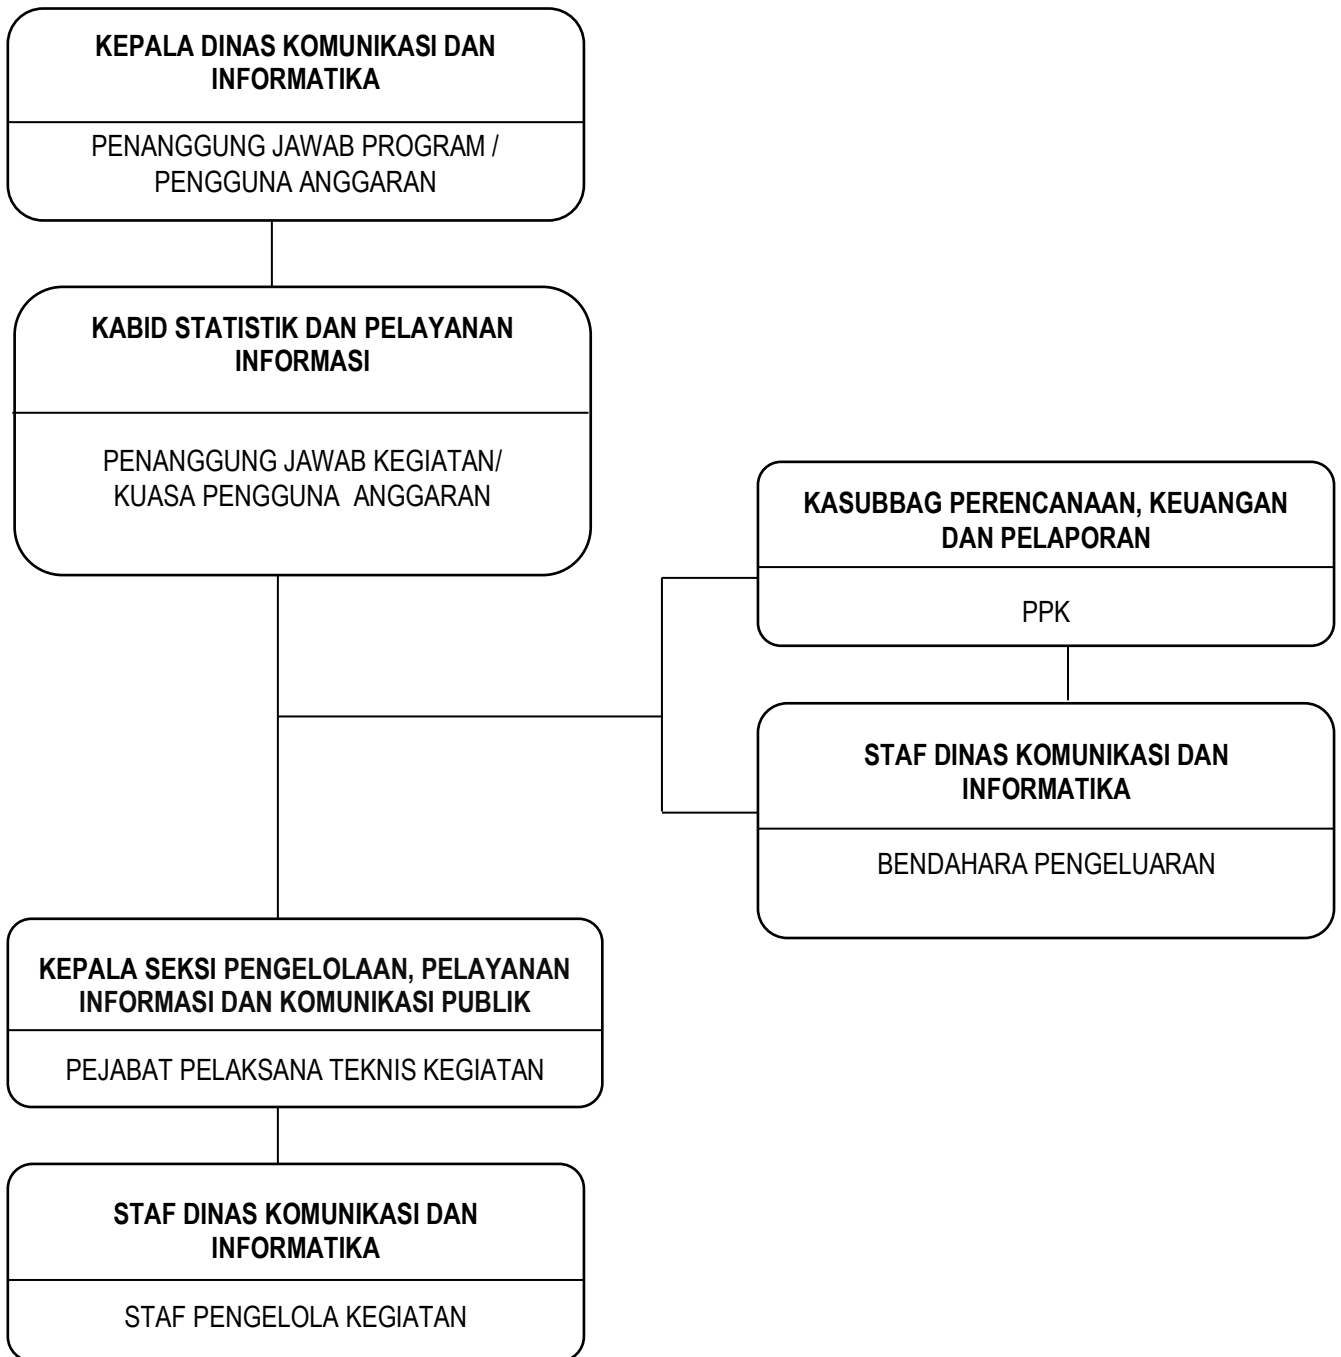 KEPALA DINAS KOMUNIKASI DAN
INFORMATIKA
PENANGGUNG JAWAB PROGRAM /
PENGGUNA ANGGARAN
KABID STATISTIK DAN PELAYANAN
INFORMASI
PENANGGUNG JAWAB KEGIATAN/
KUASA PENGGUNA ANGGARAN
KASUBBAG PERENCANAAN, KEUANGAN
DAN PELAPORAN
PPK
STAF DINAS KOMUNIKASI DAN
INFORMATIKA
BENDAHARA PENGELUARAN
KEPALA SEKSI PENGELOLAAN, PELAYANAN
INFORMASI DAN KOMUNIKASI PUBLIK
PEJABAT PELAKSANA TEKNIS KEGIATAN
STAF DINAS KOMUNIKASI DAN
INFORMATIKA
STAF PENGELOLA KEGIATAN